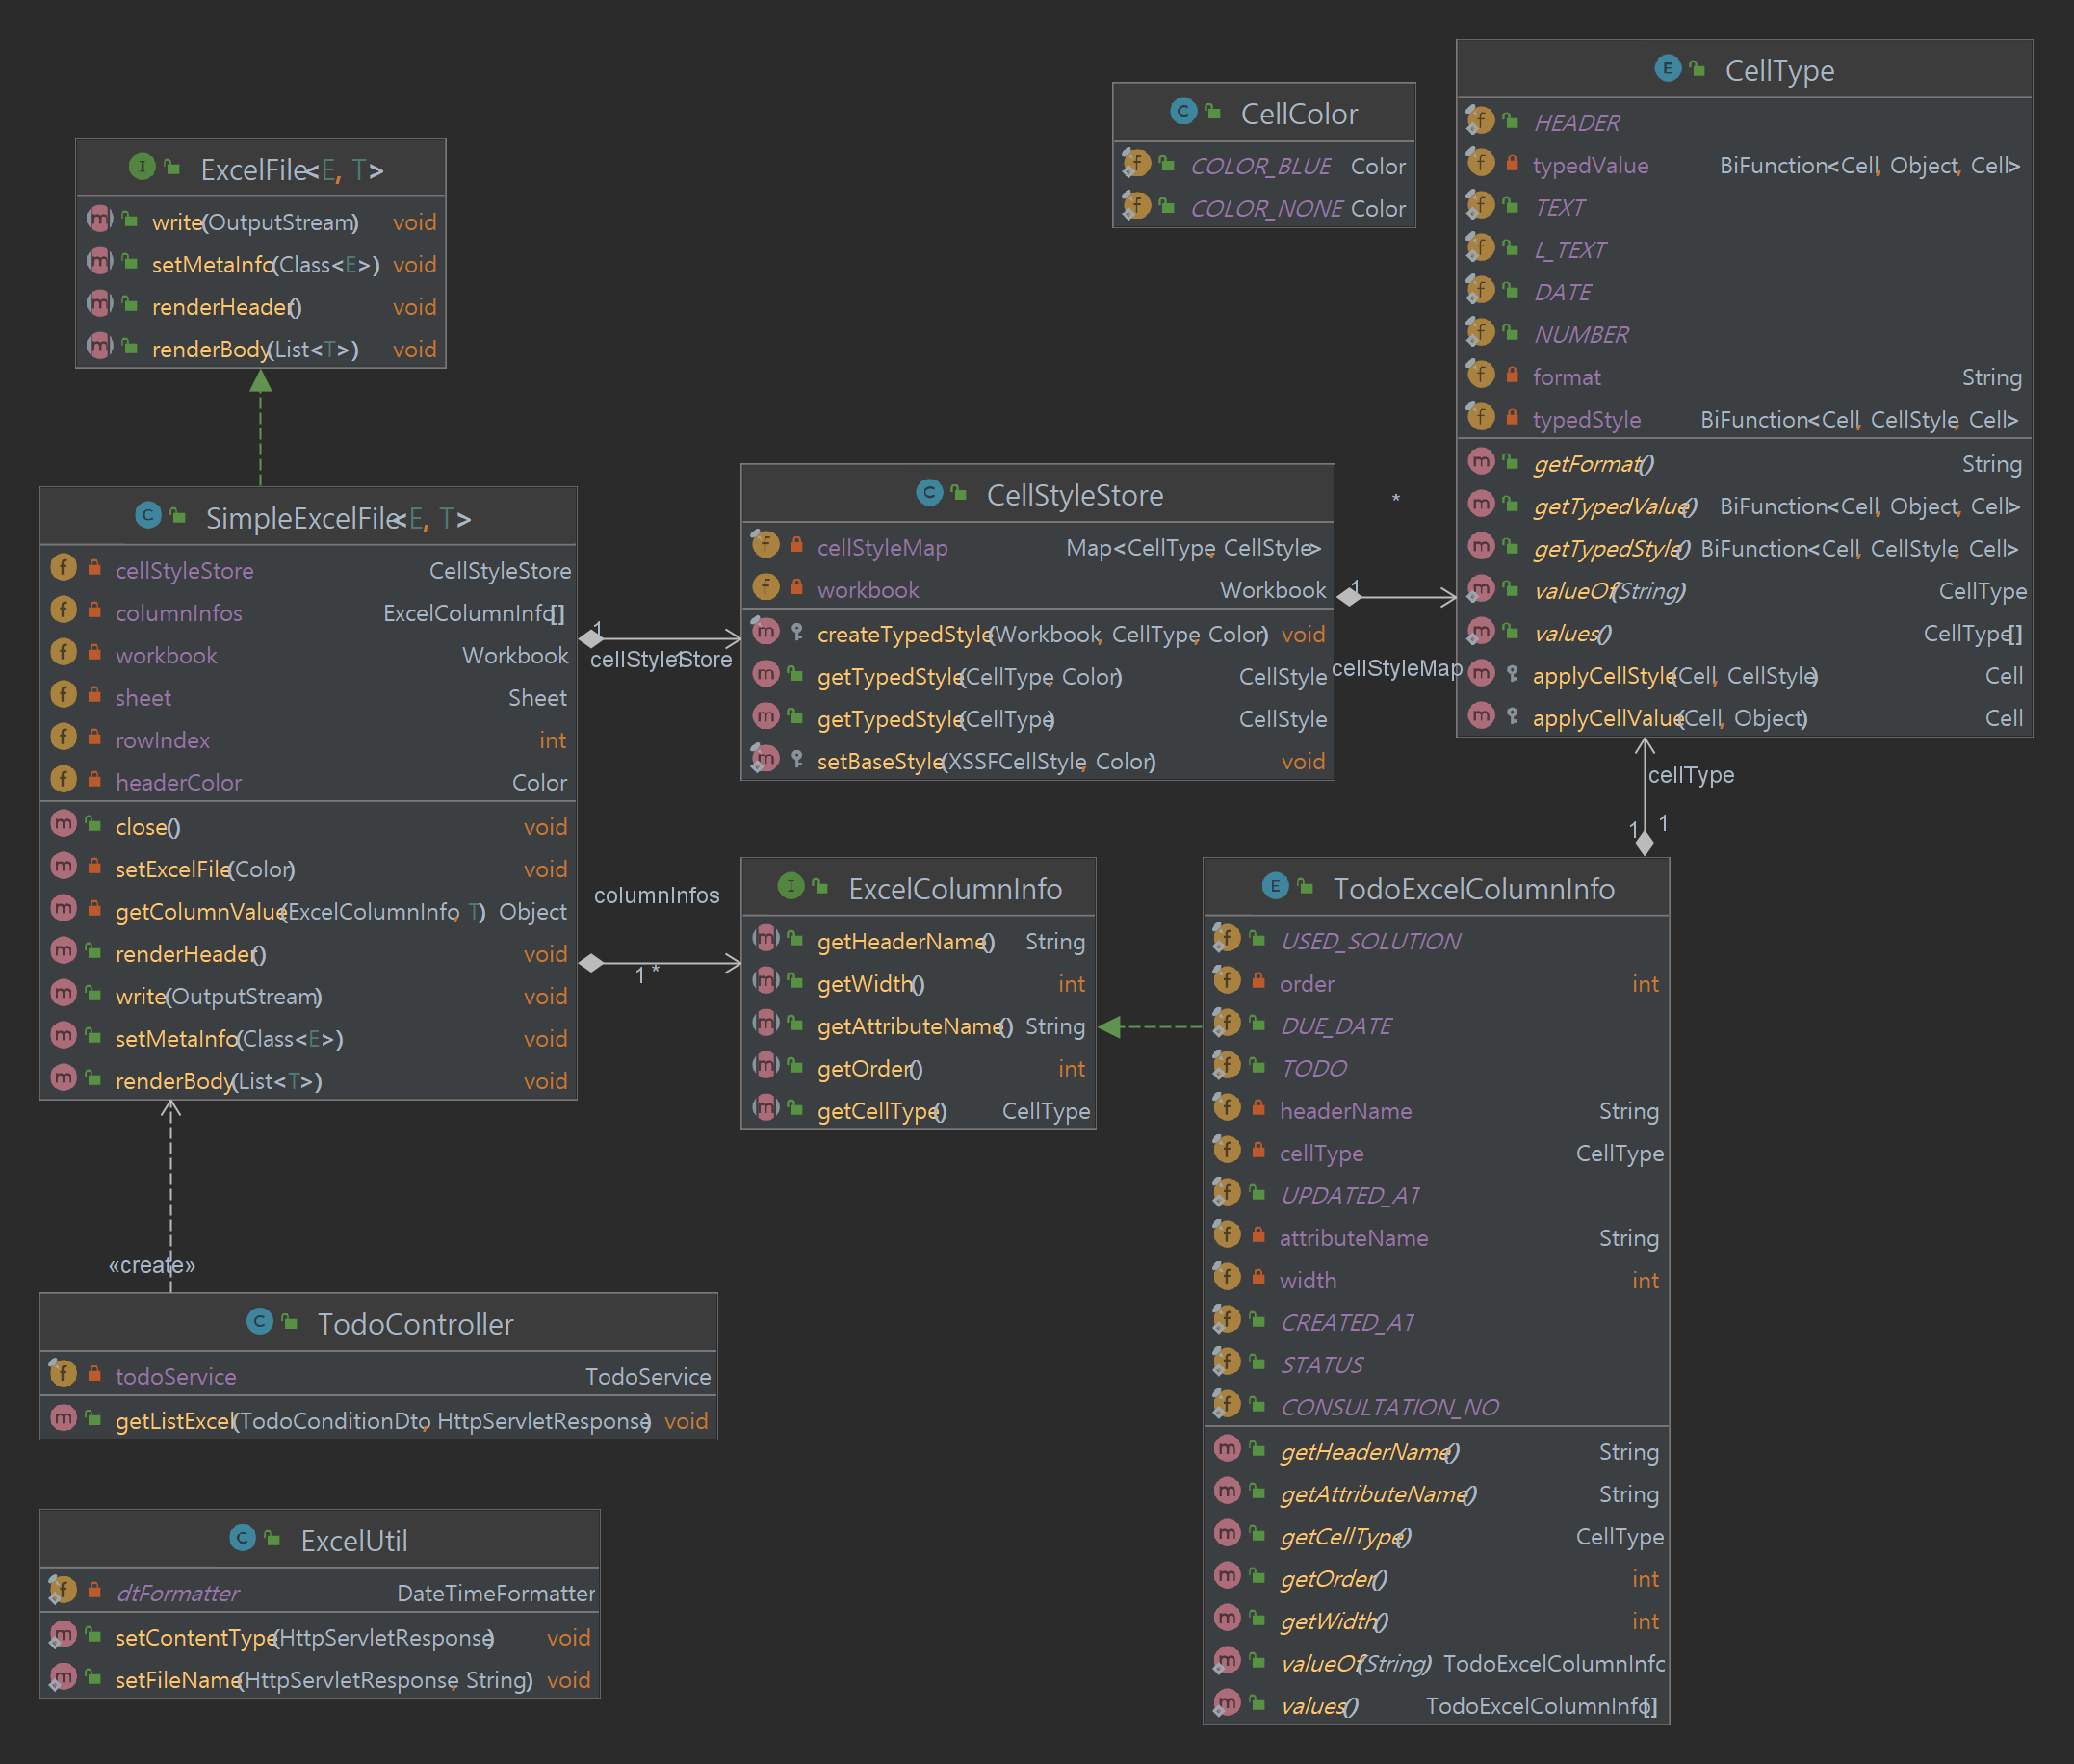 ExcelFile<E, T>
write(OutputStream) void
setMetaInfo(Class<E>) void
renderHeader() void
renderBody(List<T>) void
SimpleExcelFile<E, T>
cellStyleStore CellStyleStore
columnInfos ExcelColumnInfo[]
workbook Workbook
sheet Sheet
rowIndex int
headerColor Color
close() void
setExcelFile(Color) void
getColumnValue(ExcelColumnInfo, T) Object
renderHeader() void
write(OutputStream) void
setMetaInfo(Class<E>) void
renderBody(List<T>) void
«create»
TodoController
todoService TodoService
getListExcel(TodoConditionDto, HttpServletResponse) void
ExcelUtil
dtFormatter DateTimeFormatter
setContentType(HttpServletResponse) void
setFileName(HttpServletResponse, String) void
1
cellStyleStore
1
columnInfos
1 *
CellStyleStore
cellStyleMap Map<CellType, CellStyle>
workbook Workbook
createTypedStyle(Workbook, CellType, Color) void
getTypedStyle(CellType, Color) CellStyle
getTypedStyle(CellType) CellStyle
setBaseStyle(XSSFCellStyle, Color) void
ExcelColumnInfo
getHeaderName() String
getWidth() int
getAttributeName() String
getOrder() int
getCellType() CellType
CellColor
COLOR_BLUE Color
COLOR_NONE Color
*
1
cellStyleMap
CellType
E
HEADER
typedValue BiFunction<Cell, Object, Cell>
TEXT
L_TEXT
DATE
NUMBER
format String
typedStyle BiFunction<Cell, CellStyle, Cell>
getFormat() String
getTypedValue() BiFunction<Cell, Object, Cell>
getTypedStyle() BiFunction<Cell, CellStyle, Cell>
valueOf(String) CellType
values() CellType[]
applyCellStyle(Cell, CellStyle) Cell
applyCellValue(Cell, Object) Cell
cellType
1 1
TodoExcelColumnInfo
USED_SOLUTION
order int
DUE_DATE
TODO
headerName String
cellType CellType
UPDATED_AT
attributeName String
width int
CREATED_AT
STATUS
CONSULTATION_NO
getHeaderName() String
getAttributeName() String
getCellType() CellType
getOrder() int
getWidth() int
valueOf(String) TodoExcelColumnInfo
values() TodoExcelColumnInfo[]